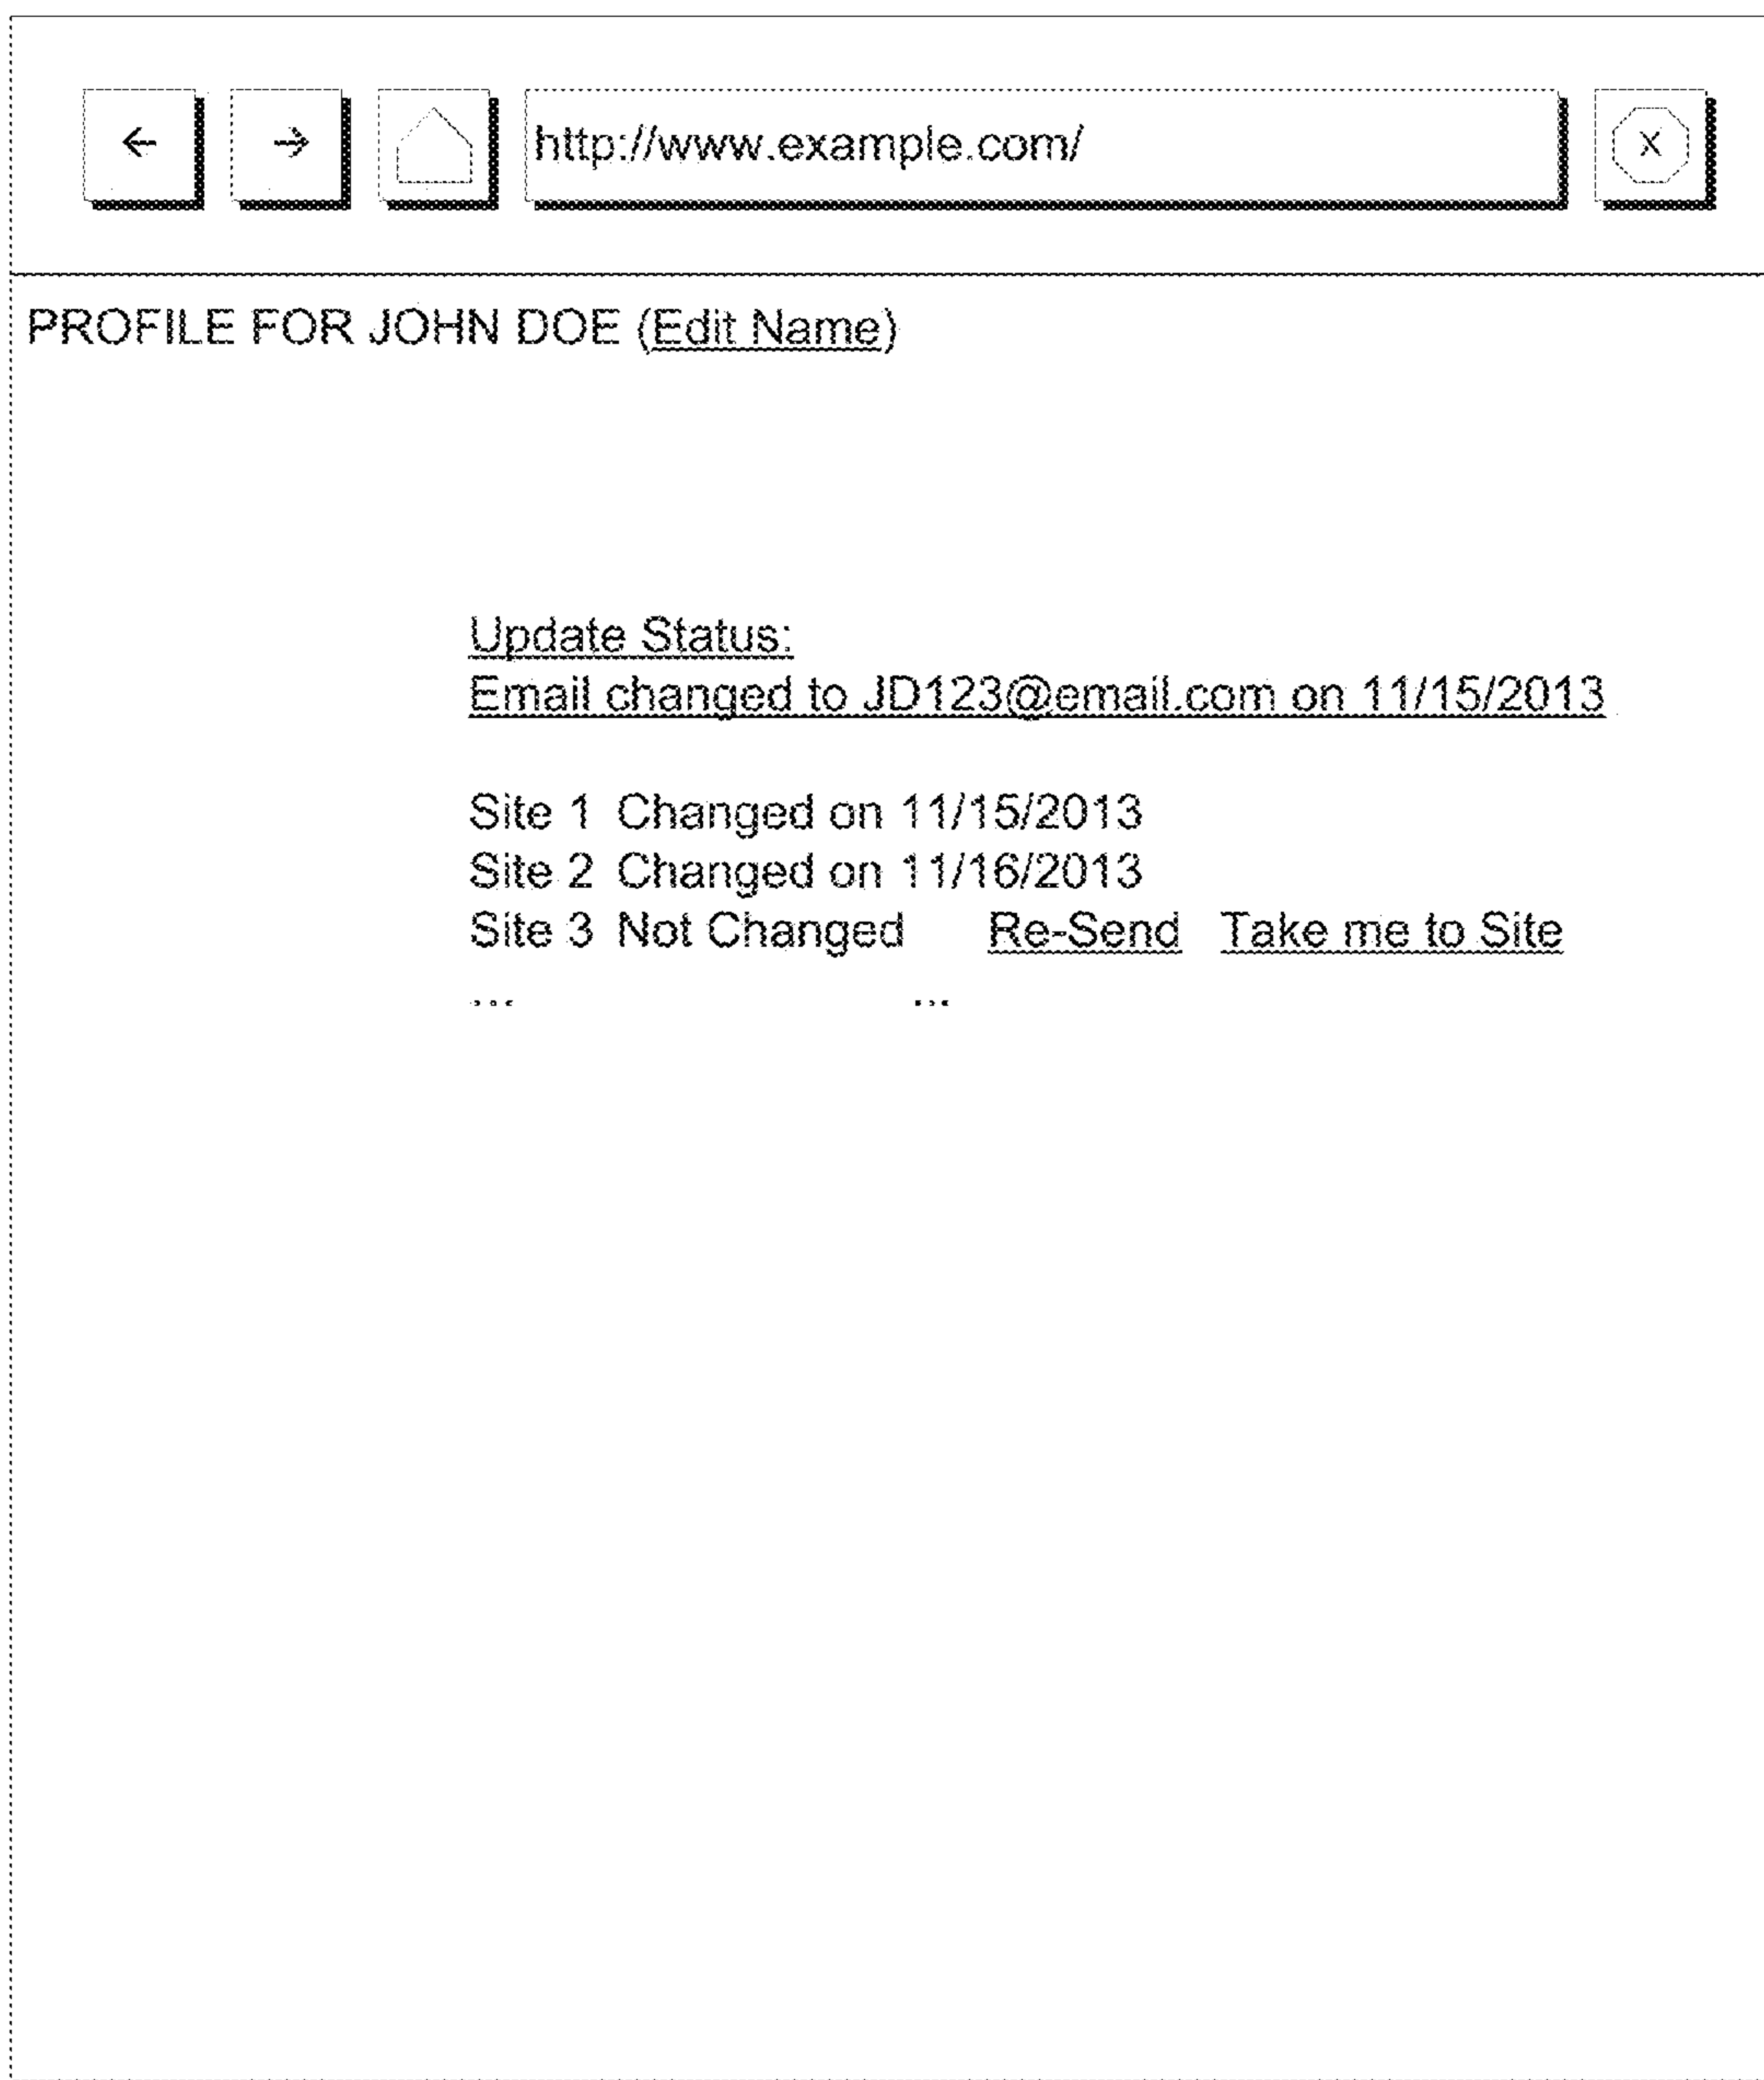 ← → http://www.example.com/ X
PROFILE FOR JOHN DOE (Edit Name)
Update Status:
Email changed to JD123@email.com on 11/15/2013
Site 1 Changed on 11/15/2013
Site 2 Changed on 11/16/2013
Site 3 Not Changed Re-Send Take me to Site
... ...